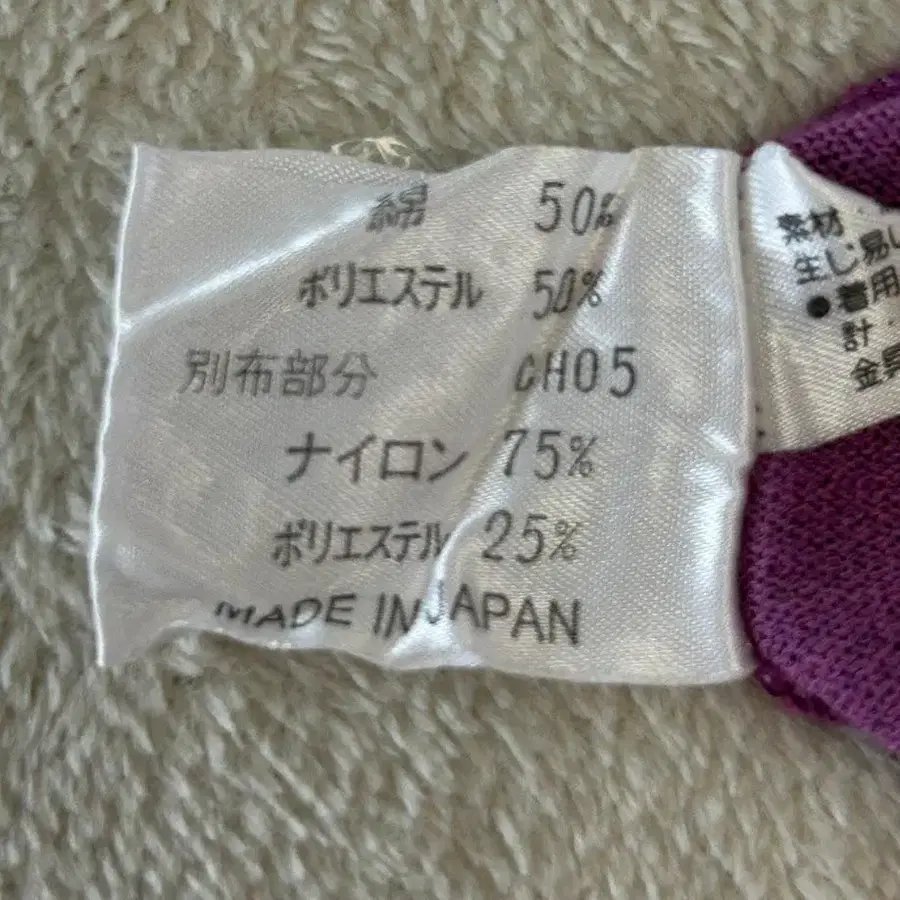 綿 50%
ポリエステル 50%
別布部分 CH05
ナイロン 75%
ポリエステル 25%
MADE IN JAPAN
素材
生じ易い
●着用
計・
金具